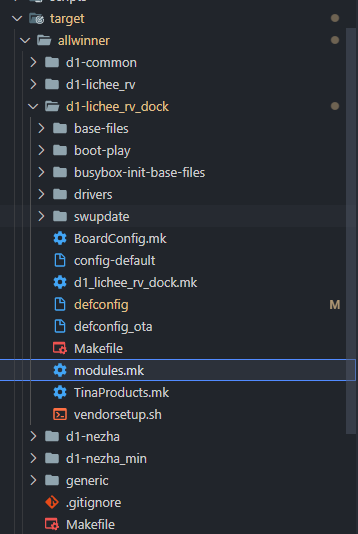 target
allwinner
d1-common
d1-lichee_rv
d1-lichee_rv_dock
base-files
boot-play
busybox-init-base-files
drivers
swupdate
BoardConfig.mk
config-default
d1_lichee_rv_dock.mk
defconfig M
defconfig_ota
Makefile
modules.mk
TinaProducts.mk
vendorsetup.sh
d1-nezha
d1-nezha_min
generic
.gitignore
Makefile